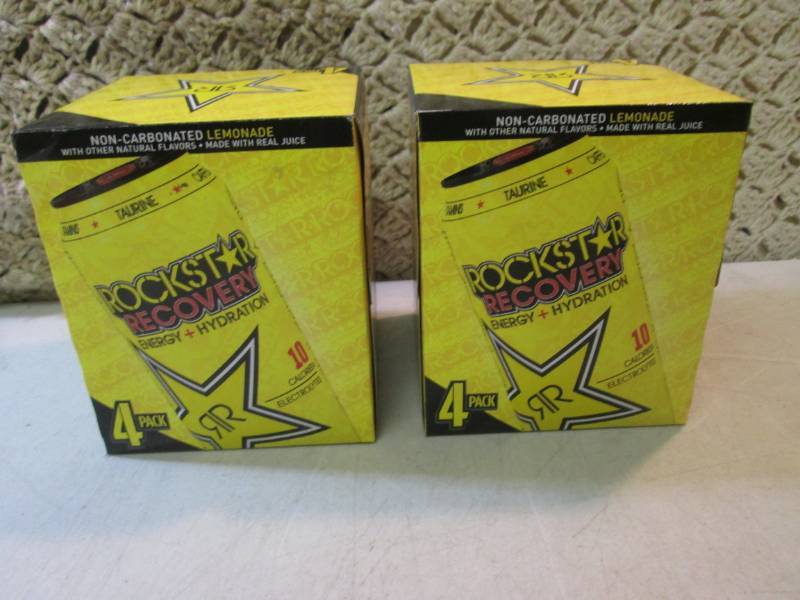 NON-CARBONATED LEMONADE
WITH OTHER NATURAL FLAVORS • MADE WITH REAL JUICE
TAURINE
ROCKSTAR
RECOVERY
ENERGY + HYDRATION
10
CALORIES
ELECTROLYTES
4 PACK
RR
NON-CARBONATED LEMONADE
WITH OTHER NATURAL FLAVORS • MADE WITH REAL JUICE
TAURINE
ROCKSTAR
RECOVERY
ENERGY + HYDRATION
10
CALORIES
ELECTROLYTES
4 PACK
RR